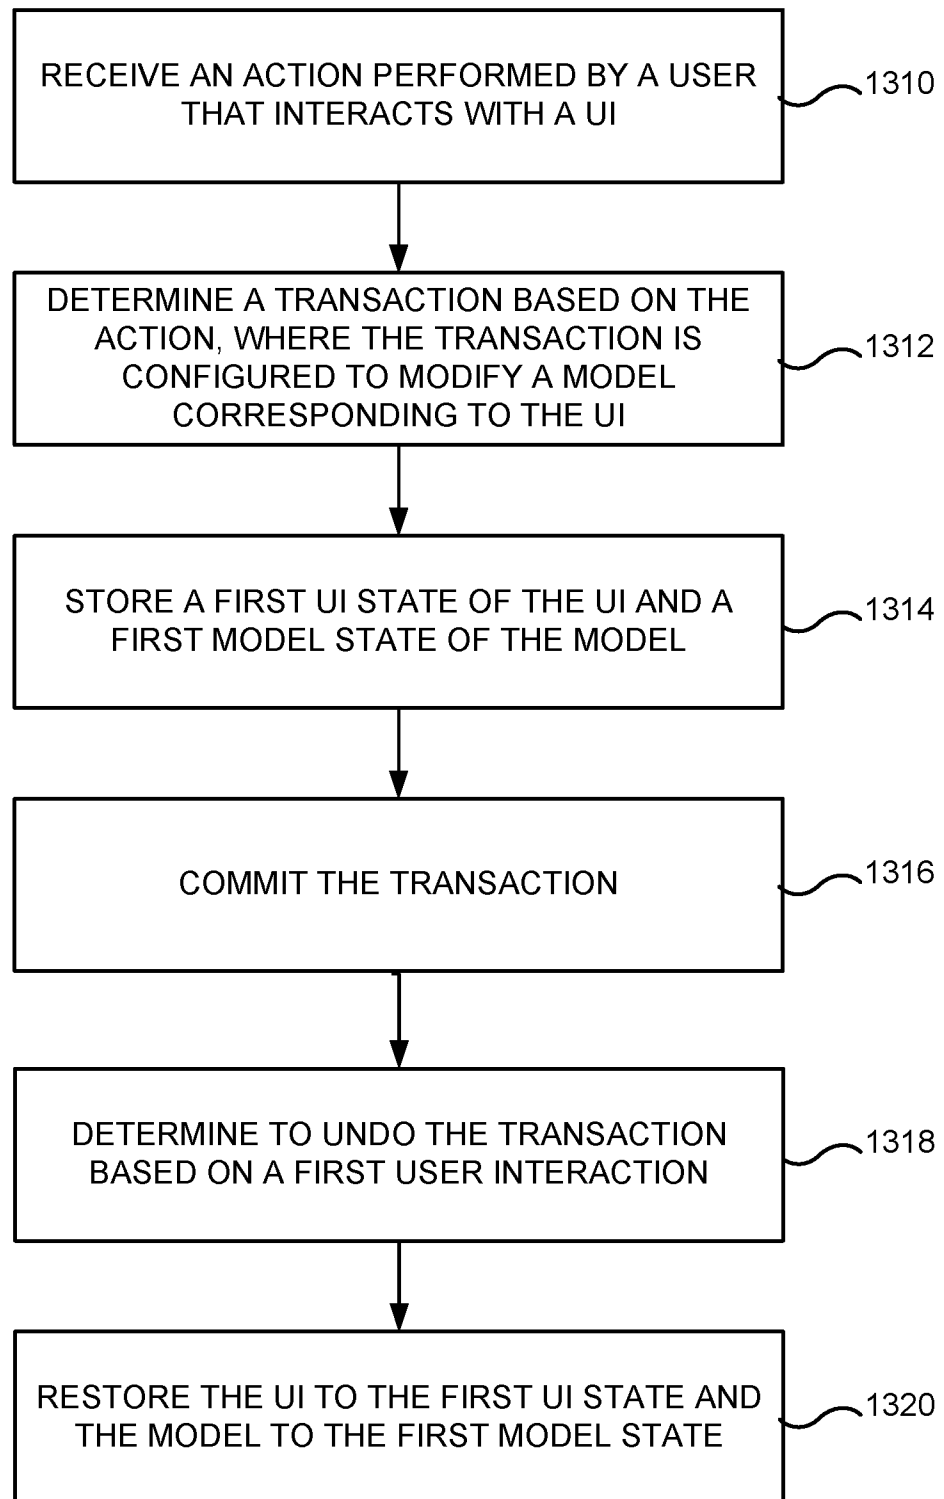 RECEIVE AN ACTION PERFORMED BY A USER
THAT INTERACTS WITH A UI
1310
DETERMINE A TRANSACTION BASED ON THE
ACTION, WHERE THE TRANSACTION IS
CONFIGURED TO MODIFY A MODEL
CORRESPONDING TO THE UI
1312
STORE A FIRST UI STATE OF THE UI AND A
FIRST MODEL STATE OF THE MODEL
1314
COMMIT THE TRANSACTION
1316
DETERMINE TO UNDO THE TRANSACTION
BASED ON A FIRST USER INTERACTION
1318
RESTORE THE UI TO THE FIRST UI STATE AND
THE MODEL TO THE FIRST MODEL STATE
1320